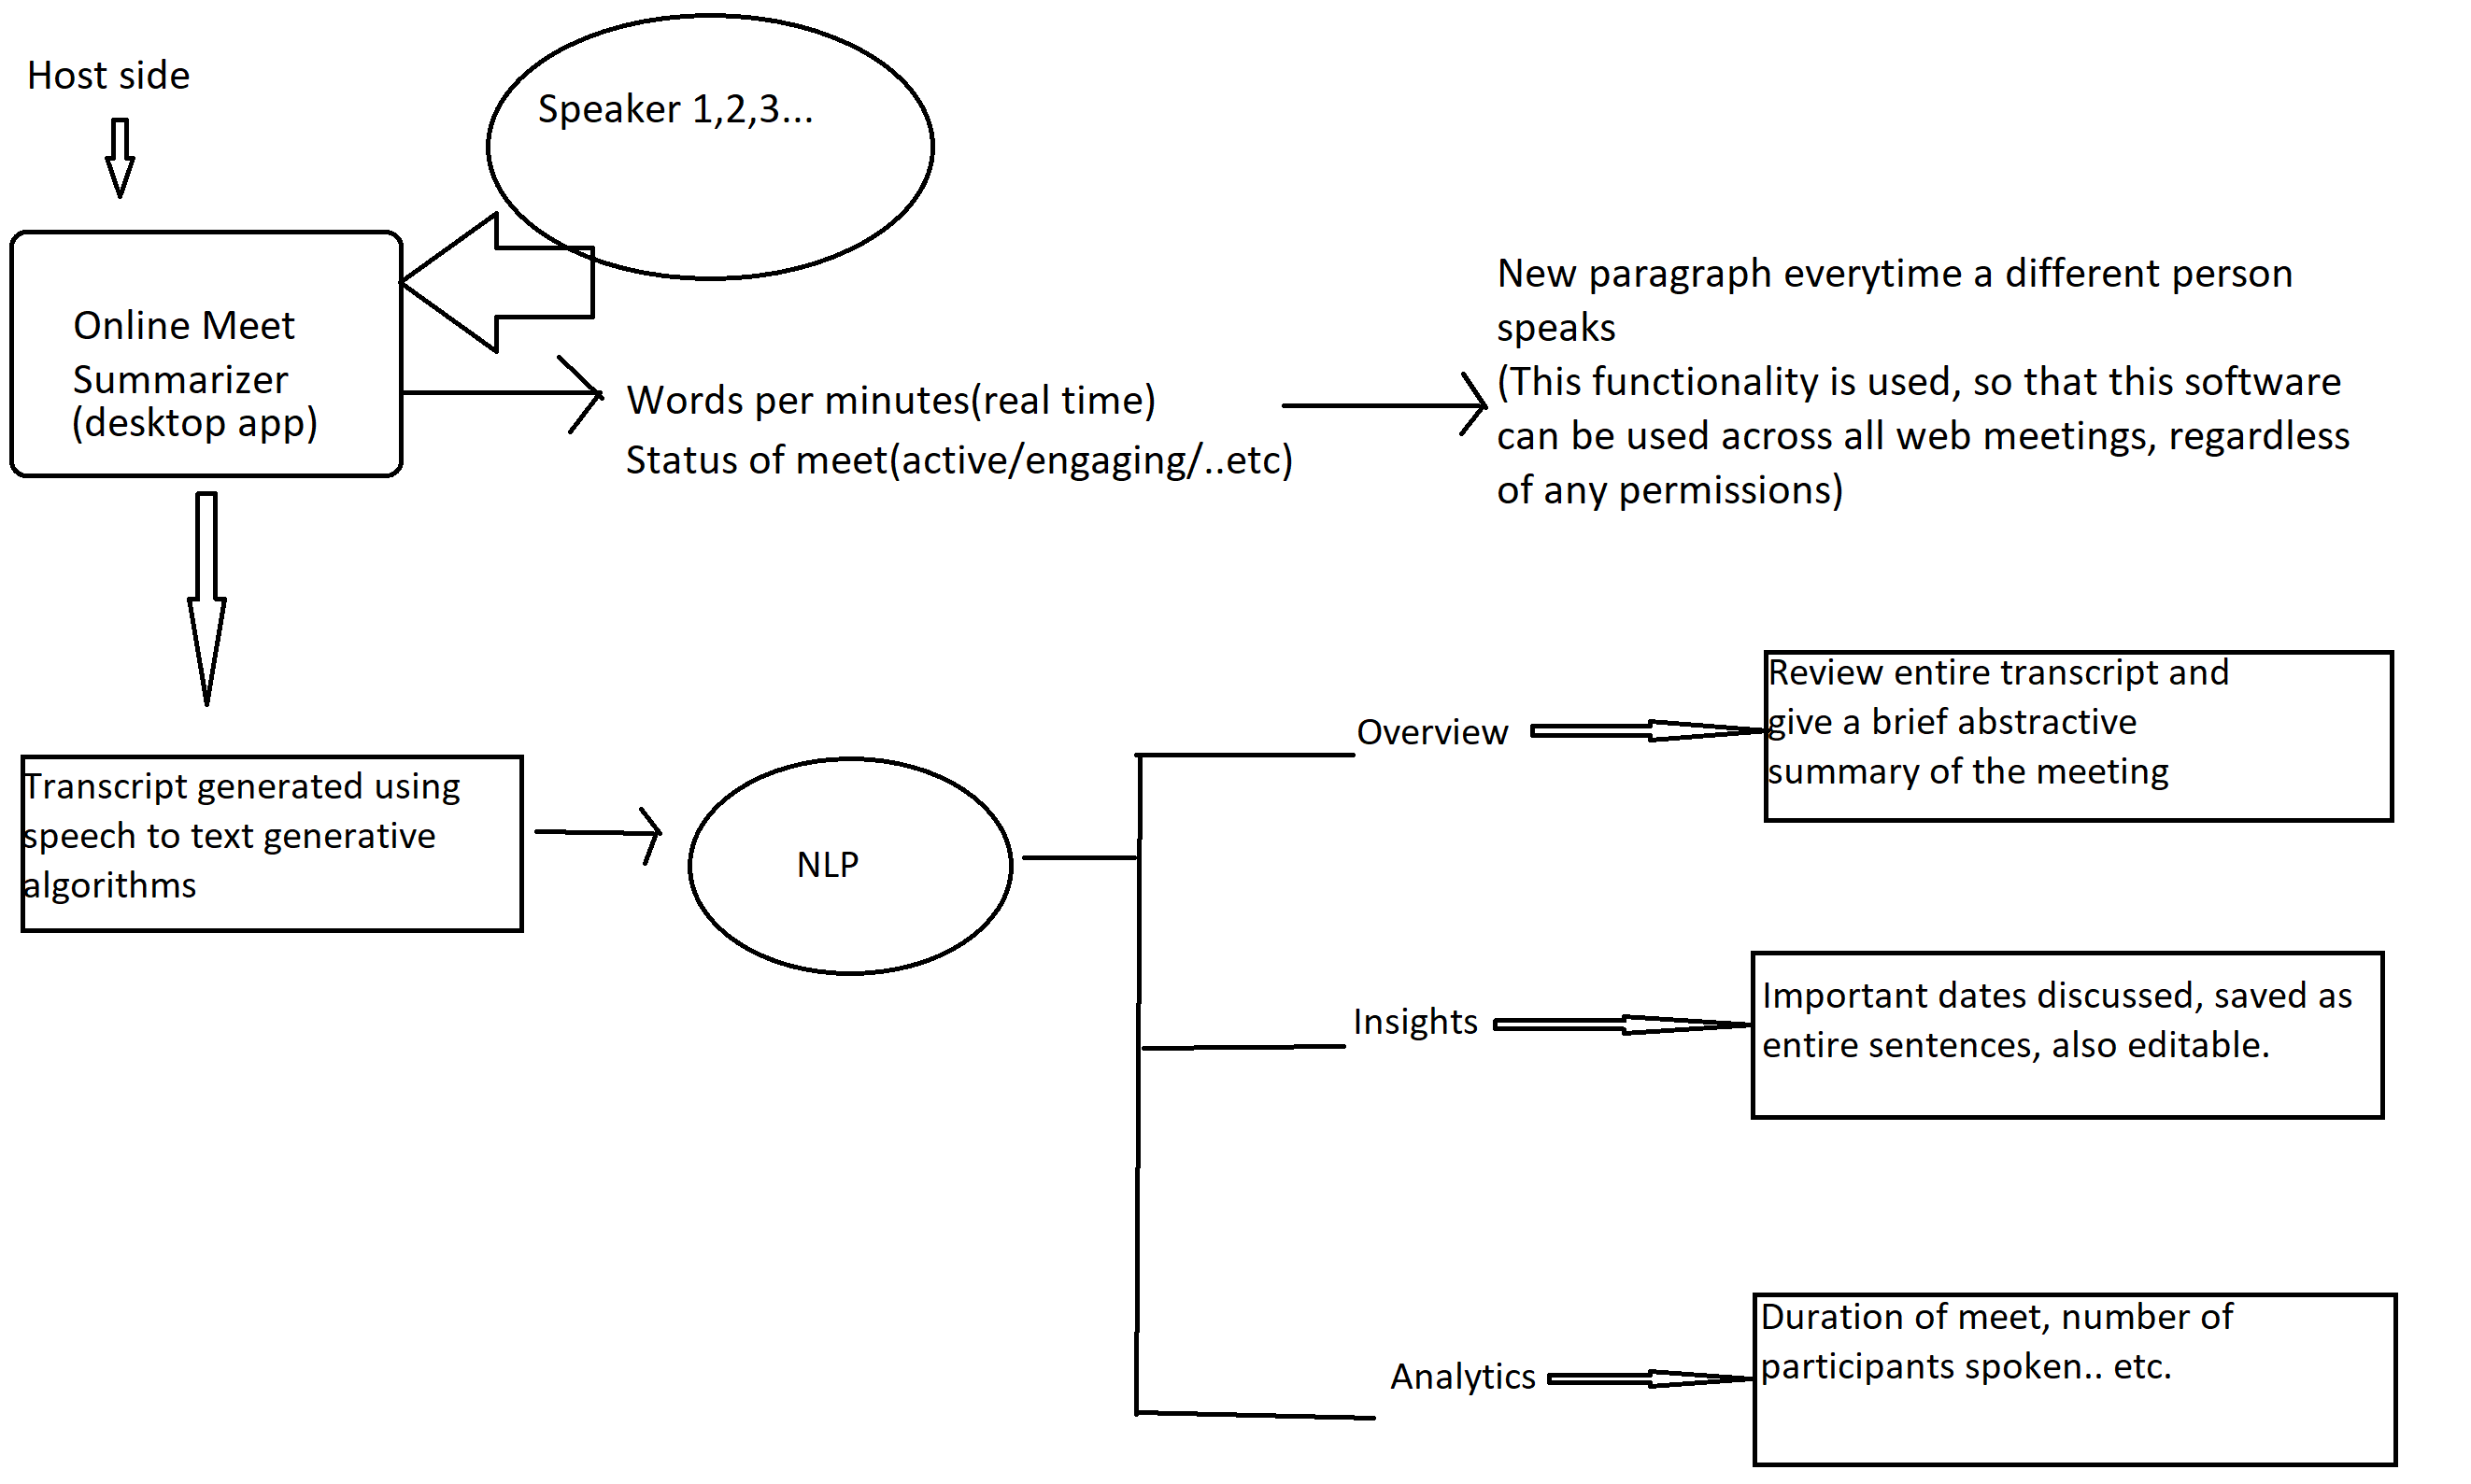 Host side
Speaker 1,2,3...
Online Meet
Summarizer
(desktop app)
Words per minutes(real time)
Status of meet(active/engaging/..etc)
New paragraph everytime a different person
speaks
(This functionality is used, so that this software
can be used across all web meetings, regardless
of any permissions)
Transcript generated using
speech to text generative
algorithms
NLP
Overview
Review entire transcript and
give a brief abstractive
summary of the meeting
Insights
Important dates discussed, saved as
entire sentences, also editable.
Analytics
Duration of meet, number of
participants spoken.. etc.